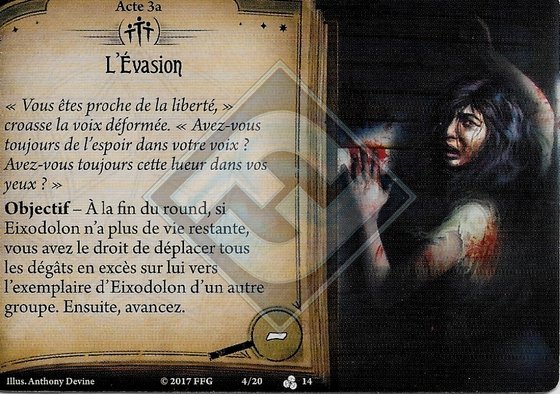 Acte 3a
L'Évasion
« Vous êtes proche de la liberté, »
croasse la voix déformée. « Avez-vous
toujours de l'espoir dans votre voix ?
Avez-vous toujours cette lueur dans vos
yeux ? »
Objectif – À la fin du round, si
Eixodolon n'a plus de vie restante,
vous avez le droit de déplacer tous
les dégâts en excès sur lui vers
l'exemplaire d'Eixodolon d'un autre
groupe. Ensuite, avancez.
–
Illus. Anthony Devine © 2017 FFG 4/20 14